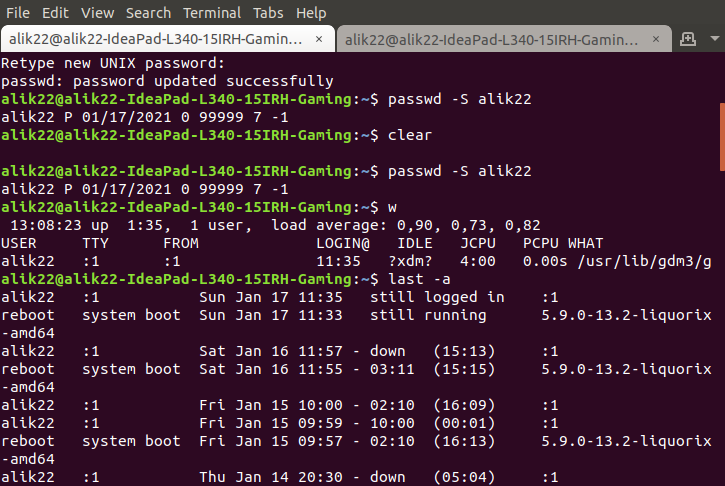 File Edit View Search Terminal Tabs Help
alik22@alik22-IdeaPad-L340-15IRH-Gamin... × alik22@alik22-IdeaPad-L340-15IRH-Gamin... ×
Retype new UNIX password:
passwd: password updated successfully
alik22@alik22-IdeaPad-L340-15IRH-Gaming:~$ passwd -S alik22
alik22 P 01/17/2021 0 99999 7 -1
alik22@alik22-IdeaPad-L340-15IRH-Gaming:~$ clear
alik22@alik22-IdeaPad-L340-15IRH-Gaming:~$ passwd -S alik22
alik22 P 01/17/2021 0 99999 7 -1
alik22@alik22-IdeaPad-L340-15IRH-Gaming:~$ w
 13:08:23 up  1:35,  1 user,  load average: 0,90, 0,73, 0,82
USER     TTY      FROM             LOGIN@   IDLE   JCPU   PCPU WHAT
alik22   :1       :1               11:35   ?xdm?   4:00   0.00s /usr/lib/gdm3/g
alik22@alik22-IdeaPad-L340-15IRH-Gaming:~$ last -a
alik22   :1           Sun Jan 17 11:35   still logged in    :1
reboot   system boot  Sun Jan 17 11:33   still running      5.9.0-13.2-liquorix
-amd64
alik22   :1           Sat Jan 16 11:57 - down   (15:13)     :1
reboot   system boot  Sat Jan 16 11:55 - 03:11  (15:15)     5.9.0-13.2-liquorix
-amd64
alik22   :1           Fri Jan 15 10:00 - 02:10  (16:09)     :1
alik22   :1           Fri Jan 15 09:59 - 10:00  (00:01)     :1
reboot   system boot  Fri Jan 15 09:57 - 02:10  (16:13)     5.9.0-13.2-liquorix
-amd64
alik22   :1           Thu Jan 14 20:30 - down   (05:04)     :1